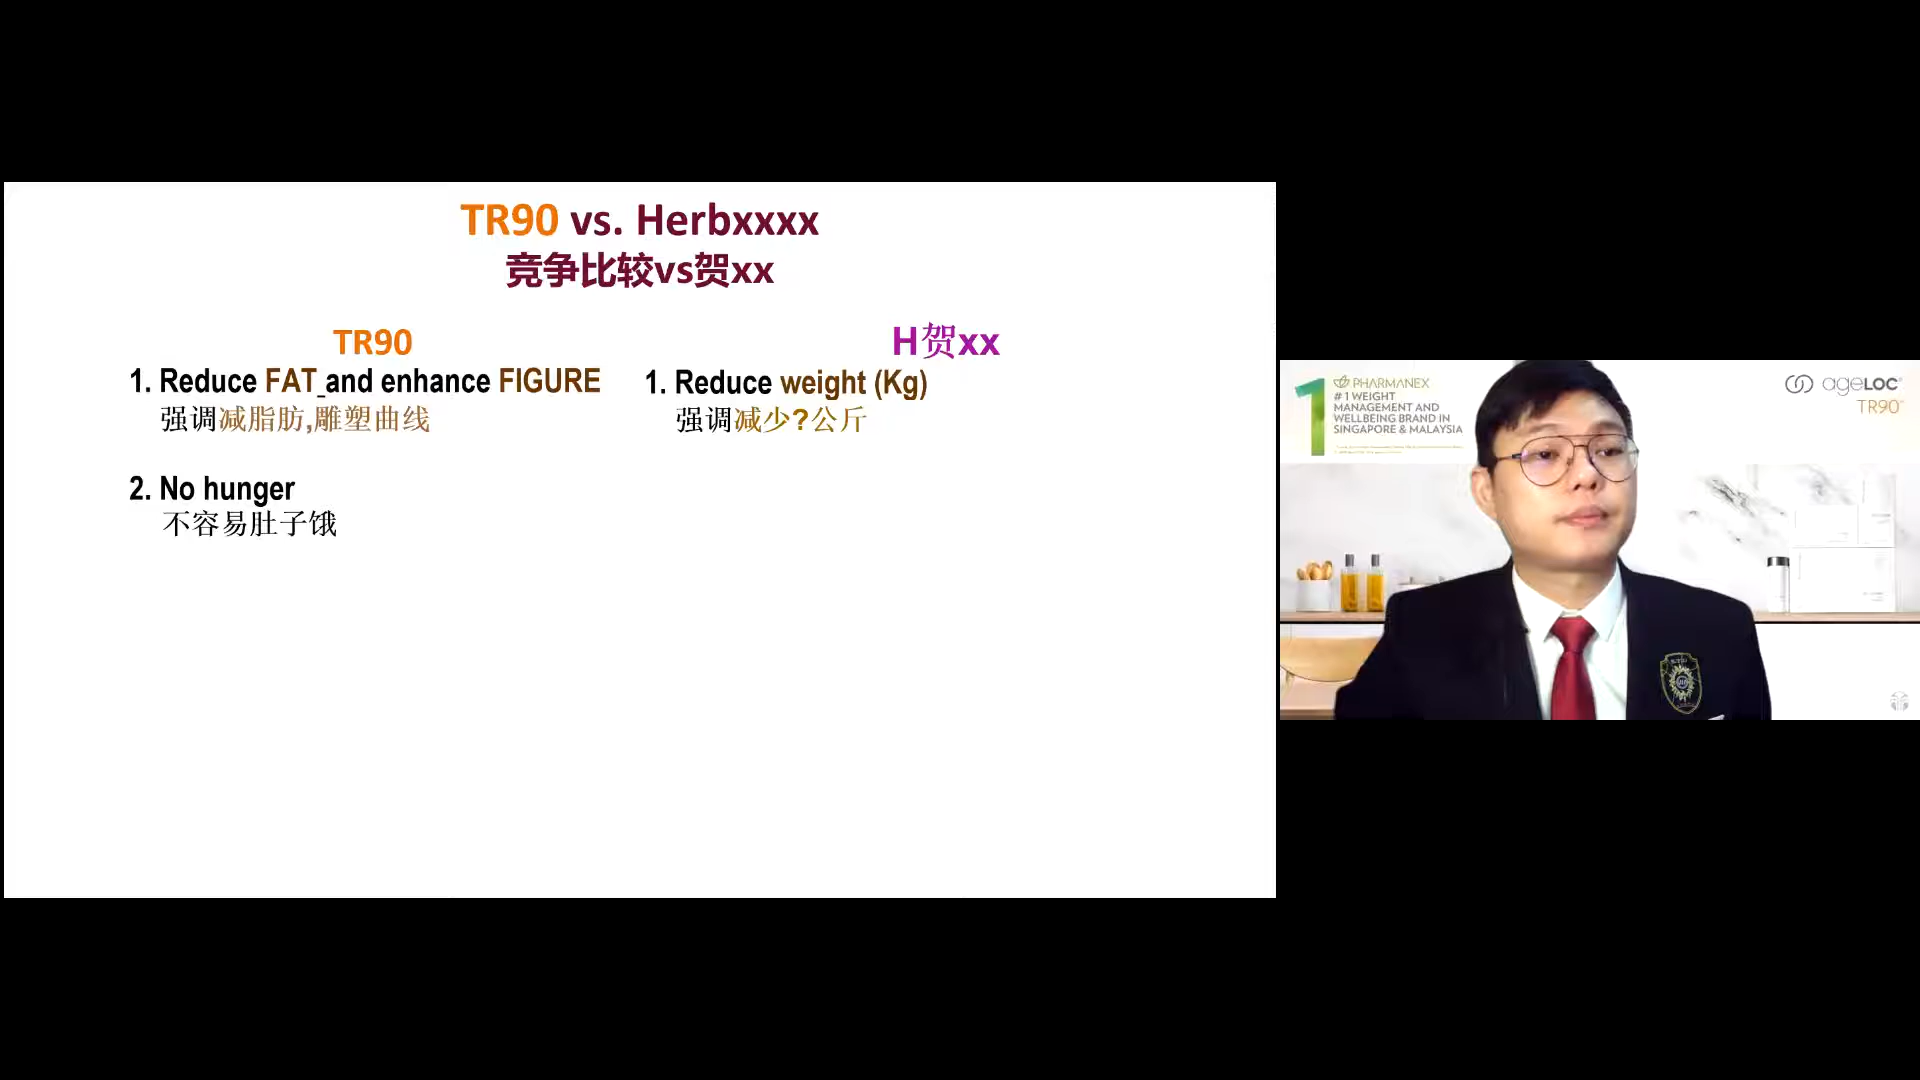 TR90 vs. Herbxxxx
竞争比较vs贺xx
TR90
1. Reduce FAT_and enhance FIGURE
强调减脂肪,雕塑曲线
2. No hunger
不容易肚子饿
H贺xx
1. Reduce weight (Kg)
强调减少?公斤
1
PHARMANEX
#1 WEIGHT
MANAGEMENT AND
WELLBEING BRAND IN
SINGAPORE & MALAYSIA
ageLOC®
TR90™